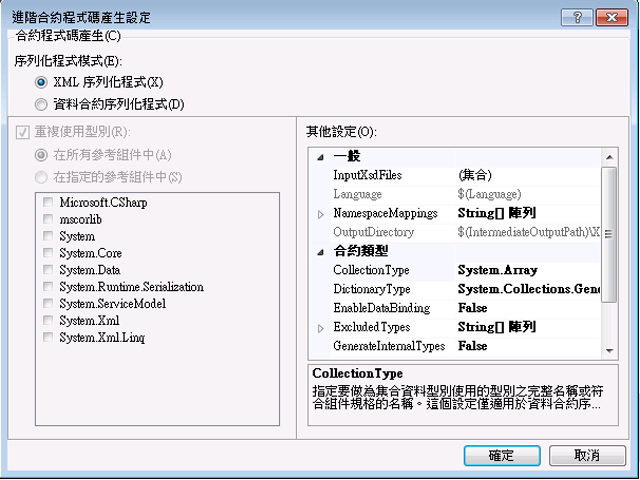 進階合約程式碼產生設定
合約程式碼產生(C)
序列化程式模式(E):
XML 序列化程式(X)
資料合約序列化程式(D)
重複使用型別(R):
在所有參考組件中(A)
在指定的參考組件中(S)
Microsoft.CSharp
mscorlib
System
System.Core
System.Data
System.Runtime.Serialization
System.ServiceModel
System.Xml
System.Xml.Linq
其他設定(O):
一般
InputXsdFiles (集合)
Language $(Language)
NamespaceMappings String[] 陣列
OutputDirectory $(IntermediateOutputPath)\X
合約類型
CollectionType System.Array
DictionaryType System.Collections.Gene
EnableDataBinding False
ExcludedTypes String[] 陣列
GenerateInternalTypes False
CollectionType
指定要做為集合資料型別使用的型別之完整名稱或符
合組件規格的名稱。這個設定僅適用於資料合約序...
確定
取消